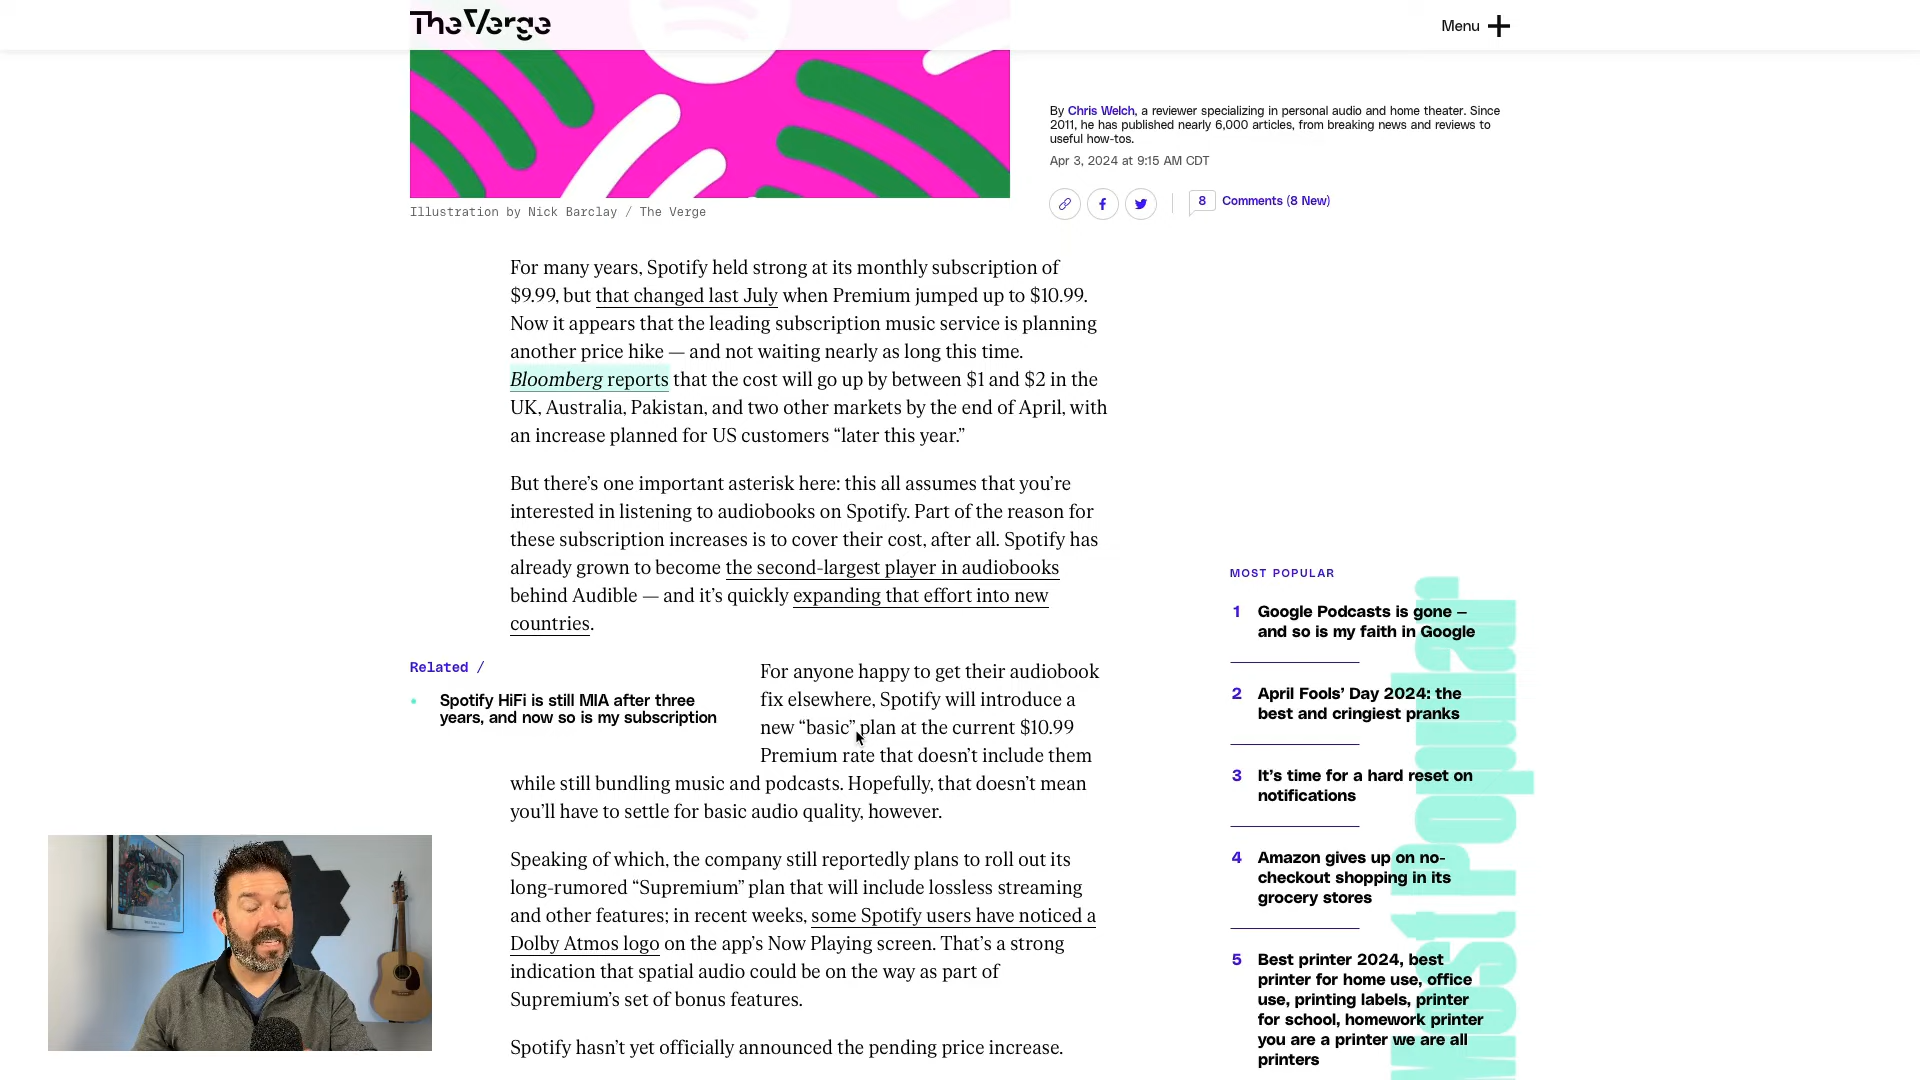 The Verge
Menu
By Chris Welch, a reviewer specializing in personal audio and home theater. Since
2011, he has published nearly 6,000 articles, from breaking news and reviews to
useful how-tos.
Apr 3, 2024 at 9:15 AM CDT
8 Comments (8 New)
Illustration by Nick Barclay / The Verge
For many years, Spotify held strong at its monthly subscription of
$9.99, but that changed last July when Premium jumped up to $10.99.
Now it appears that the leading subscription music service is planning
another price hike — and not waiting nearly as long this time.
Bloomberg reports that the cost will go up by between $1 and $2 in the
UK, Australia, Pakistan, and two other markets by the end of April, with
an increase planned for US customers “later this year.”
But there’s one important asterisk here: this all assumes that you’re
interested in listening to audiobooks on Spotify. Part of the reason for
these subscription increases is to cover their cost, after all. Spotify has
already grown to become the second-largest player in audiobooks
behind Audible — and it’s quickly expanding that effort into new
countries.
Related /
Spotify HiFi is still MIA after three
years, and now so is my subscription
For anyone happy to get their audiobook
fix elsewhere, Spotify will introduce a
new “basic” plan at the current $10.99
Premium rate that doesn’t include them
while still bundling music and podcasts. Hopefully, that doesn’t mean
you’ll have to settle for basic audio quality, however.
Speaking of which, the company still reportedly plans to roll out its
long-rumored “Supremium” plan that will include lossless streaming
and other features; in recent weeks, some Spotify users have noticed a
Dolby Atmos logo on the app’s Now Playing screen. That’s a strong
indication that spatial audio could be on the way as part of
Supremium’s set of bonus features.
Spotify hasn’t yet officially announced the pending price increase.
MOST POPULAR
1 Google Podcasts is gone —
and so is my faith in Google
2 April Fools’ Day 2024: the
best and cringiest pranks
3 It’s time for a hard reset on
notifications
4 Amazon gives up on no-
checkout shopping in its
grocery stores
5 Best printer 2024, best
printer for home use, office
use, printing labels, printer
for school, homework printer
you are a printer we are all
printers
Most Popular